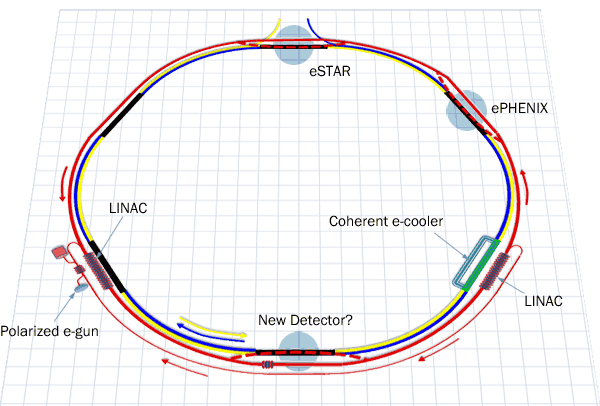 eSTAR
ePHENIX
LINAC
Coherent e-cooler
LINAC
New Detector?
Polarized e-gun